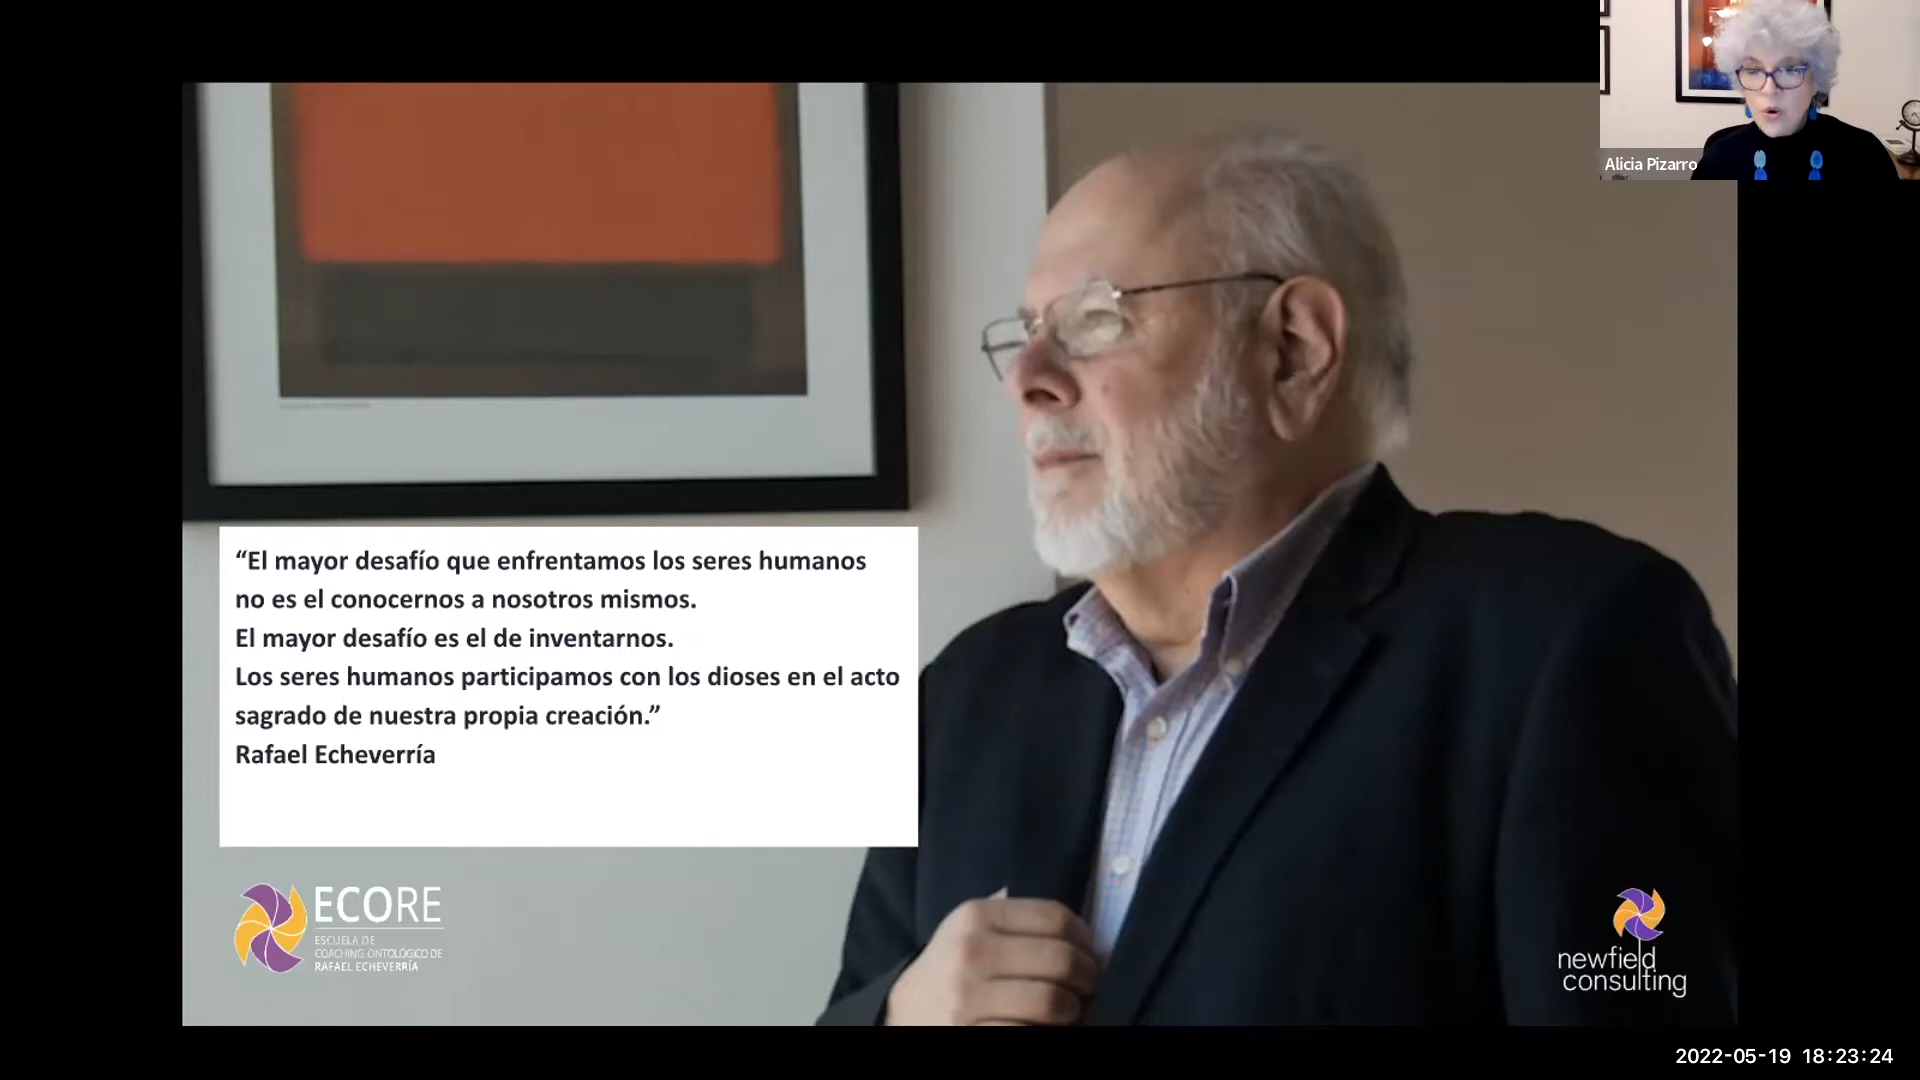 Alicia Pizarro
“El mayor desafío que enfrentamos los seres humanos
no es el conocernos a nosotros mismos.
El mayor desafío es el de inventarnos.
Los seres humanos participamos con los dioses en el acto
sagrado de nuestra propia creación.”
Rafael Echeverría
ECORE
ESCUELA DE
COACHING ONTOLÓGICO DE
RAFAEL ECHEVERRÍA
newfield
consulting
2022-05-19 18:23:24